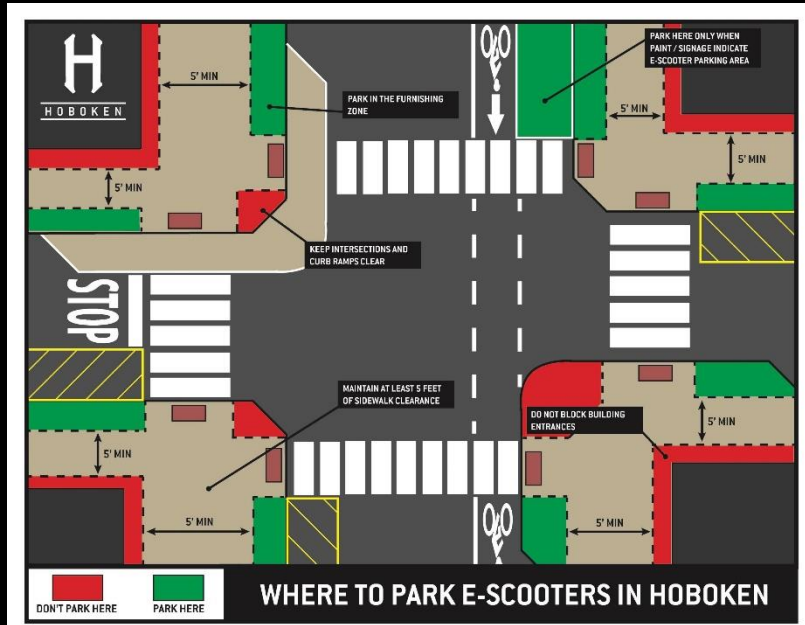 H
HOBOKEN
5' MIN
PARK IN THE FURNISHING
ZONE
PARK HERE ONLY WHEN
PAINT / SIGNAGE INDICATE
E-SCOOTER PARKING AREA
5' MIN
5' MIN
5' MIN
KEEP INTERSECTIONS AND
CURB RAMPS CLEAR
STOP
MAINTAIN AT LEAST 5 FEET
OF SIDEWALK CLEARANCE
DO NOT BLOCK BUILDING
ENTRANCES
5' MIN
5' MIN
5' MIN
5' MIN
DON'T PARK HERE
PARK HERE
WHERE TO PARK E-SCOOTERS IN HOBOKEN